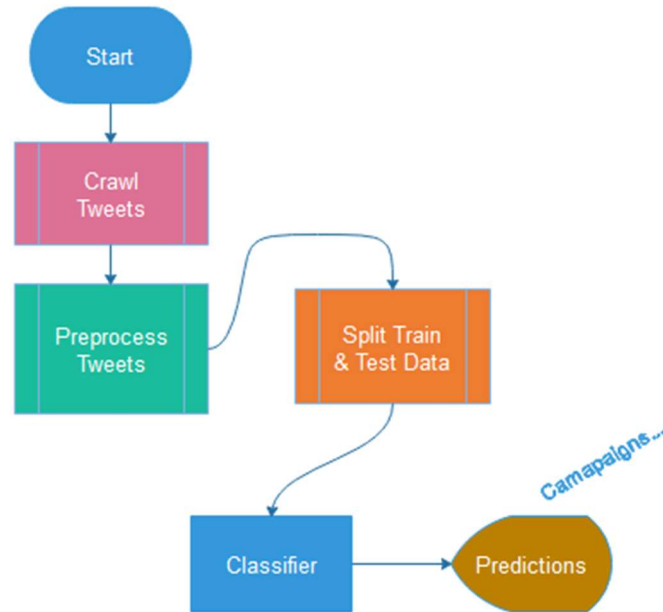 Start
Crawl
Tweets
Preprocess
Tweets
Split Train
& Test Data
Camapaigns...
Classifier
Predictions